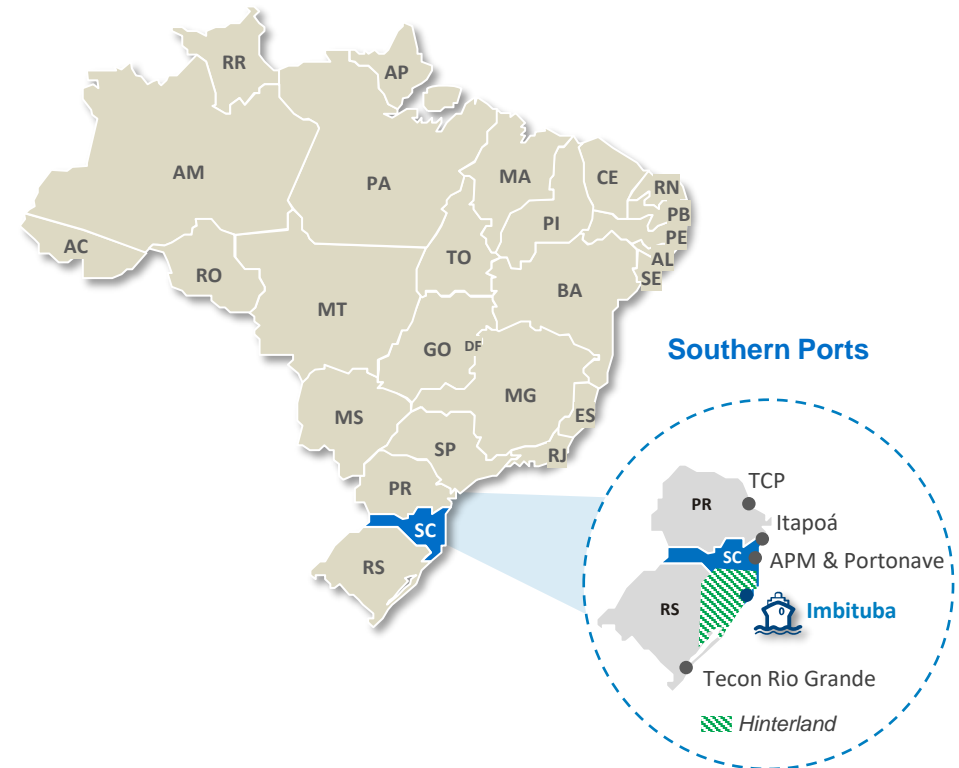 RR
AP
AM
PA
MA
CE
RN
PB
PI
PE
AC
TO
AL
RO
SE
BA
MT
GO
DF
Southern Ports
MG
MS
ES
SP
RJ
PR
TCP
PR
Itapoá
SC
SC
APM & Portonave
RS
RS
Imbituba
Tecon Rio Grande
Hinterland